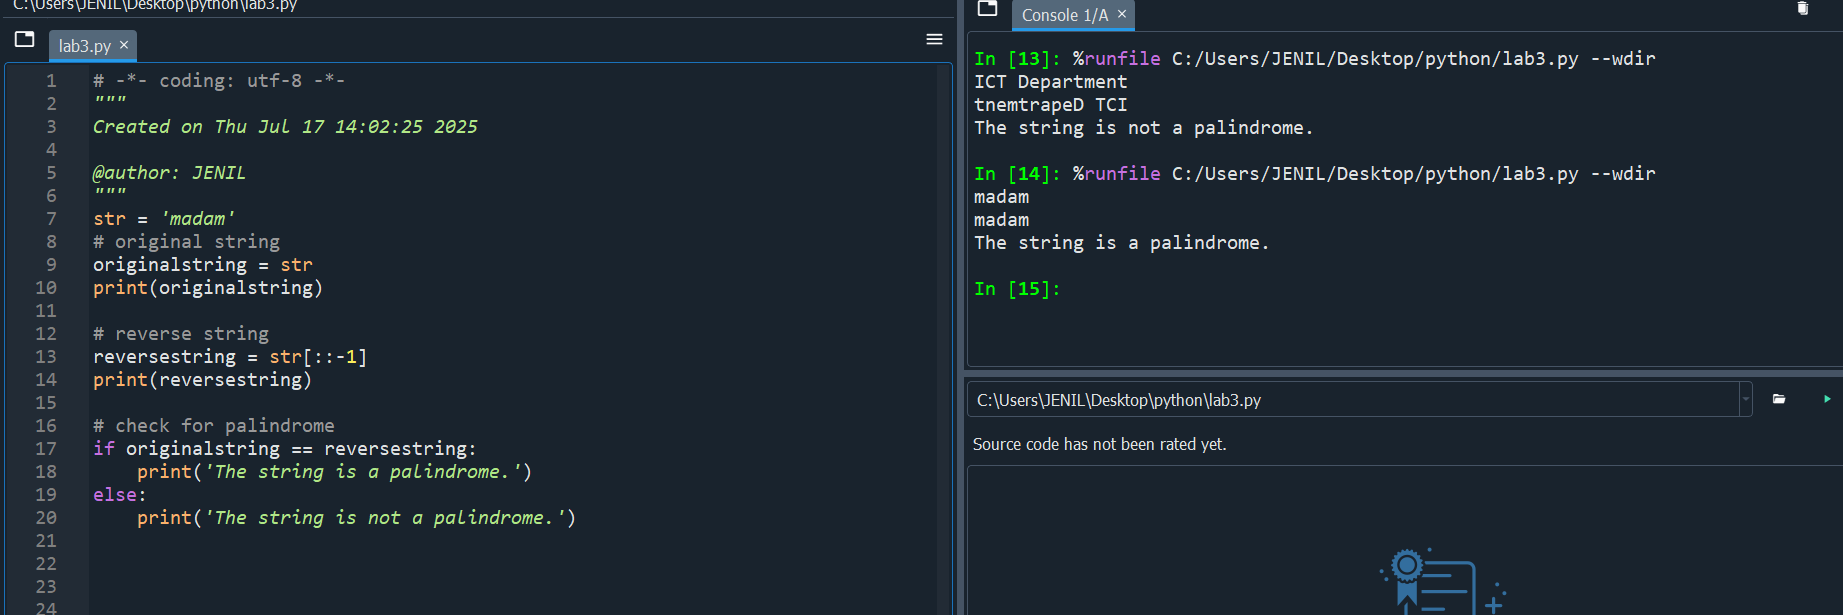 C:\Users\JENIL\Desktop\python\lab3.py
lab3.py ×
1 # -*- coding: utf-8 -*-
2 """
3 Created on Thu Jul 17 14:02:25 2025
4
5 @author: JENIL
6 """
7 str = 'madam'
8 # original string
9 originalstring = str
10 print(originalstring)
11
12 # reverse string
13 reversestring = str[::-1]
14 print(reversestring)
15
16 # check for palindrome
17 if originalstring == reversestring:
18     print('The string is a palindrome.')
19 else:
20     print('The string is not a palindrome.')
21
22
23
24
Console 1/A ×
In [13]: %runfile C:/Users/JENIL/Desktop/python/lab3.py --wdir
ICT Department
tnemtrapeD TCI
The string is not a palindrome.
In [14]: %runfile C:/Users/JENIL/Desktop/python/lab3.py --wdir
madam
madam
The string is a palindrome.
In [15]:
C:\Users\JENIL\Desktop\python\lab3.py
Source code has not been rated yet.